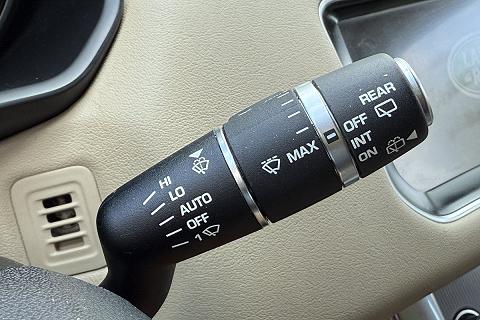 HI
LO
AUTO
OFF
1
MAX
REAR
OFF
INT
ON